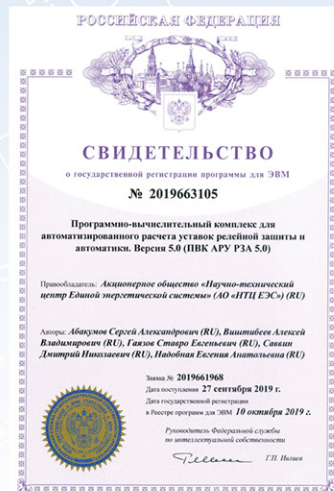 РОССИЙСКАЯ ФЕДЕРАЦИЯ
СВИДЕТЕЛЬСТВО
о государственной регистрации программы для ЭВМ
№ 2019663105
Программно-вычислительный комплекс для
автоматизированного расчета уставок релейной защиты и
автоматики. Версия 5.0 (ПВК АРУ РЗА 5.0)
Правообладатель: Акционерное общество «Научно-технический
центр Единой энергетической системы» (АО «НТЦ ЕЭС») (RU)
Авторы: Абакумов Сергей Александрович (RU), Виштибеев Алексей
Владимирович (RU), Гаязов Ставро Евгеньевич (RU), Саввин
Дмитрий Николаевич (RU), Надобная Евгения Анатольевна (RU)
Заявка № 2019661968
Дата поступления 27 сентября 2019 г.
Дата государственной регистрации
в Реестре программ для ЭВМ 10 октября 2019 г.
Руководитель Федеральной службы
по интеллектуальной собственности
Г.П. Ивлиев